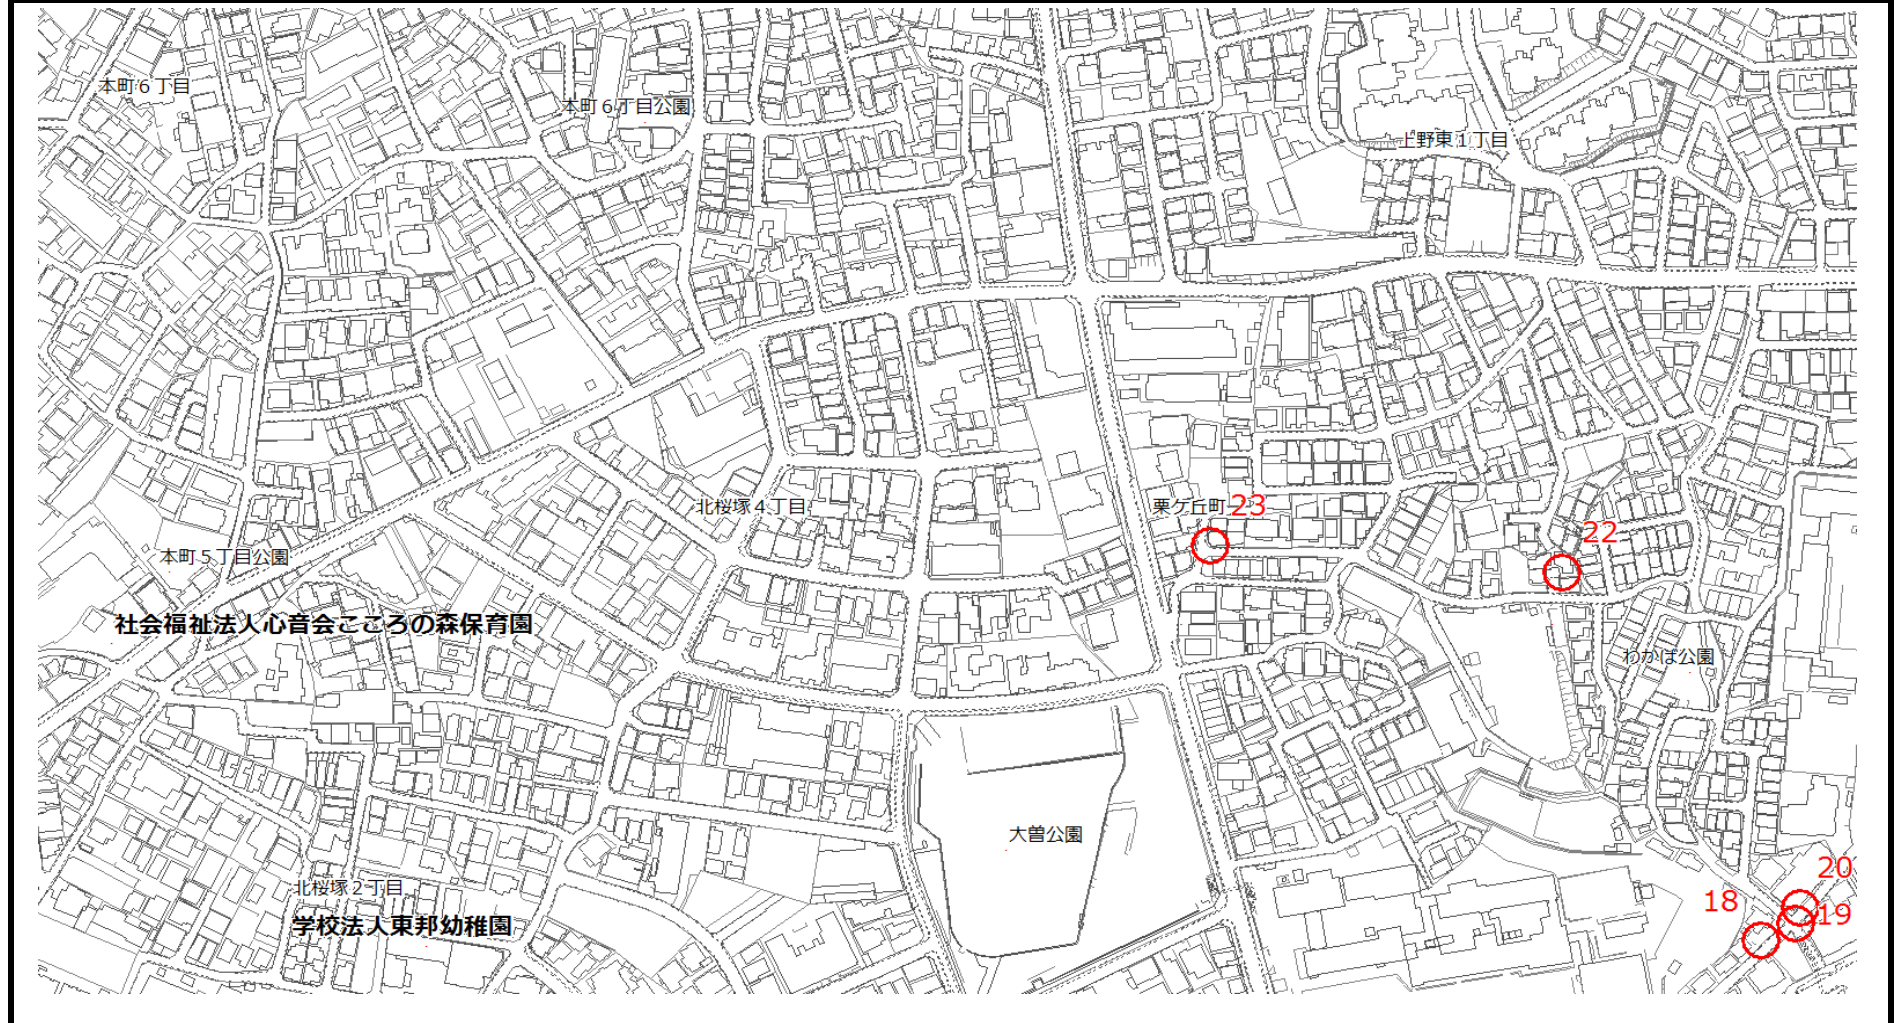 本町６丁目
本町６丁目公園
上野東１丁目
北桜塚４丁目
栗ケ丘町
23
22
本町５丁目公園
社会福祉法人心音会こころの森保育園
わかば公園
大曽公園
北桜塚２丁目
学校法人東邦幼稚園
20
18
19